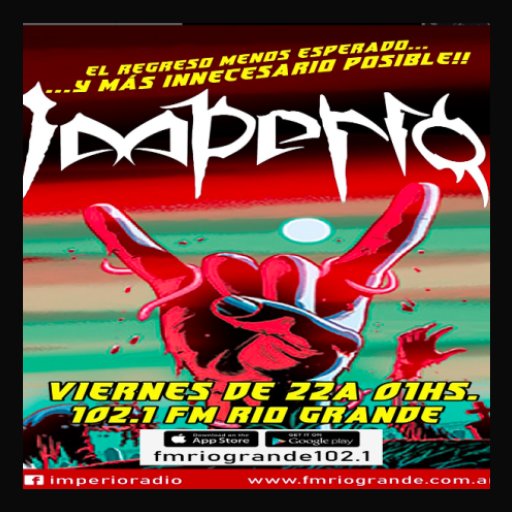 EL REGRESO MENOS ESPERADO...
...Y MÁS INNECESARIO POSIBLE!!
IMPERIO
VIERNES DE 22A 01HS.
102.1 FM RIO GRANDE
Download on the App Store
GET IT ON Google play
fmriogrande102.1
f imperioradio www.fmriogrande.com.a